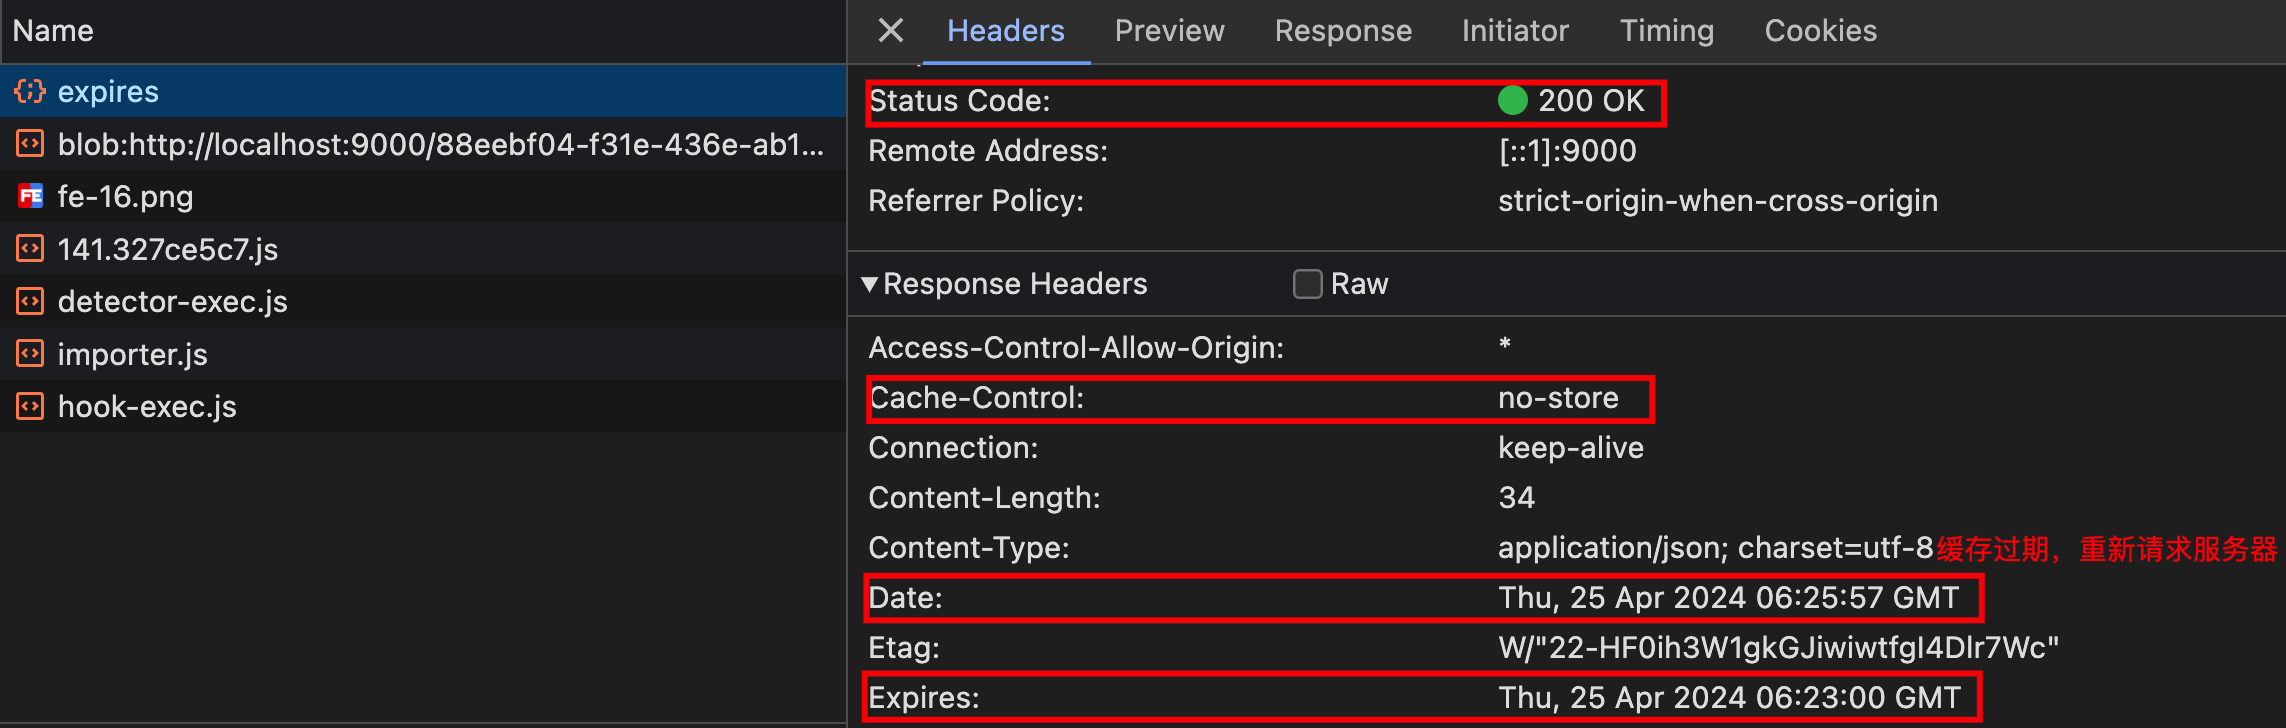 Name
expires
blob:http://localhost:9000/88eebf04-f31e-436e-ab1...
fe-16.png
141.327ce5c7.js
detector-exec.js
importer.js
hook-exec.js
Headers Preview Response Initiator Timing Cookies
Status Code: 200 OK
Remote Address: [::1]:9000
Referrer Policy: strict-origin-when-cross-origin
Response Headers Raw
Access-Control-Allow-Origin: *
Cache-Control: no-store
Connection: keep-alive
Content-Length: 34
Content-Type: application/json; charset=utf-8 缓存过期，重新请求服务器
Date: Thu, 25 Apr 2024 06:25:57 GMT
Etag: W/"22-HF0ih3W1gkGJiwiwtfgI4Dlr7Wc"
Expires: Thu, 25 Apr 2024 06:23:00 GMT